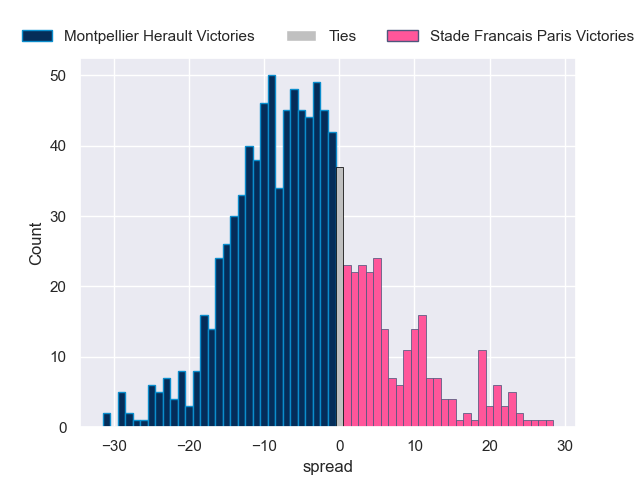 Montpellier Herault Victories Ties Stade Francais Paris Victories
50
40
30
20
10
0
Count
−30 −20 −10 0 10 20 30
spread